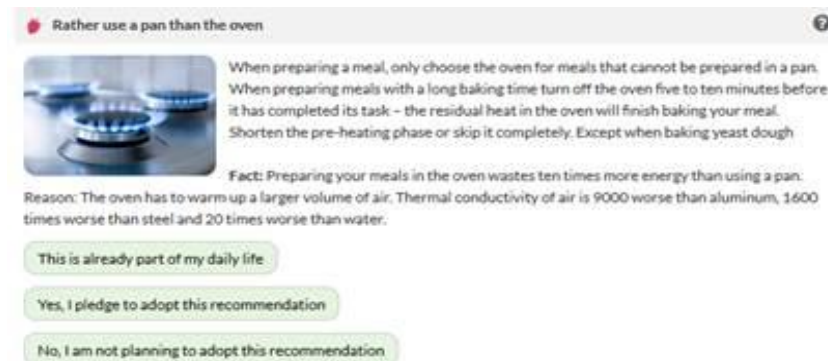 Rather use a pan than the oven
When preparing a meal, only choose the oven for meals that cannot be prepared in a pan.
When preparing meals with a long baking time turn off the oven five to ten minutes before
it has completed its task – the residual heat in the oven will finish baking your meal.
Shorten the pre-heating phase or skip it completely. Except when baking yeast dough
Fact: Preparing your meals in the oven wastes ten times more energy than using a pan.
Reason: The oven has to warm up a larger volume of air. Thermal conductivity of air is 9000 worse than aluminum, 1600
times worse than steel and 20 times worse than water.
This is already part of my daily life
Yes, I pledge to adopt this recommendation
No, I am not planning to adopt this recommendation